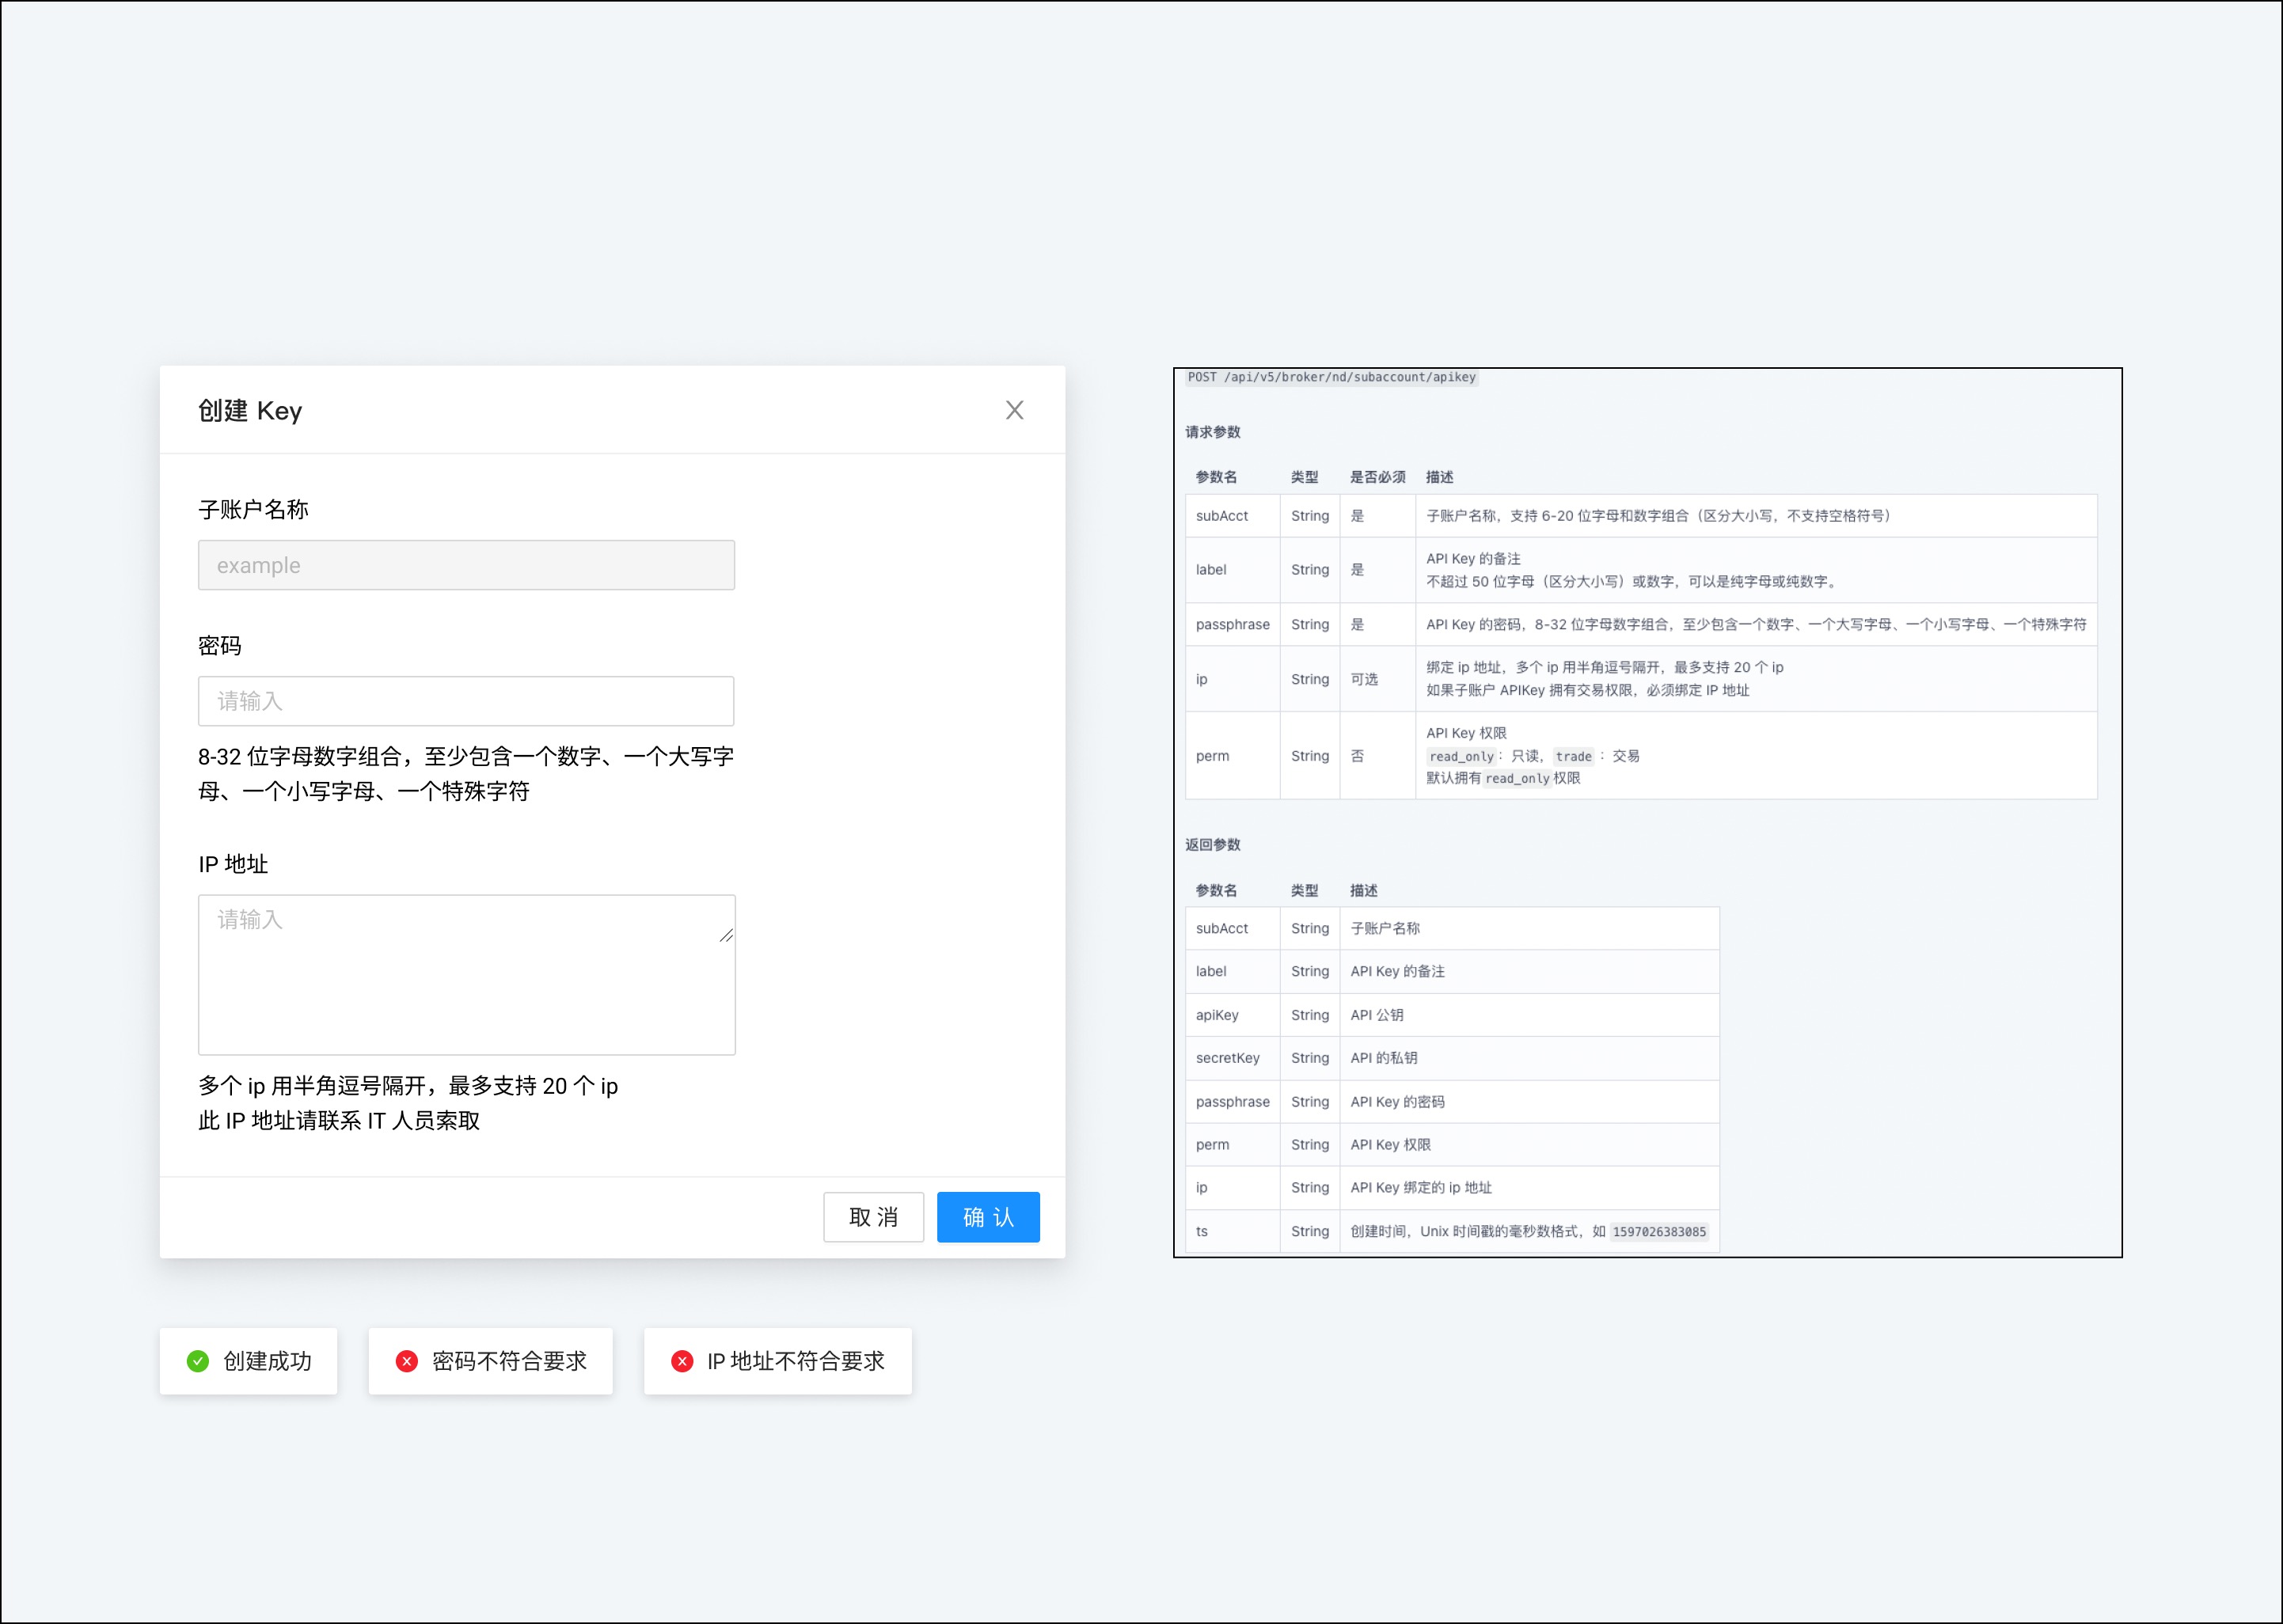 创建 Key
子账户名称
example
密码
请输入
8-32 位字母数字组合，至少包含一个数字、一个大写字
母、一个小写字母、一个特殊字符
IP 地址
请输入
多个 ip 用半角逗号隔开，最多支持 20 个 ip
此 IP 地址请联系 IT 人员索取
取 消 确 认
创建成功 密码不符合要求 IP 地址不符合要求
POST /api/v5/broker/nd/subaccount/apikey
请求参数
参数名 类型 是否必须 描述
subAcct String 是 子账户名称，支持 6-20 位字母和数字组合（区分大小写，不支持空格符号）
label String 是 API Key 的备注
不超过 50 位字母（区分大小写）或数字，可以是纯字母或纯数字。
passphrase String 是 API Key 的密码，8-32 位字母数字组合，至少包含一个数字、一个大写字母、一个小写字母、一个特殊字符
ip String 可选 绑定 ip 地址，多个 ip 用半角逗号隔开，最多支持 20 个 ip
如果子账户 APIKey 拥有交易权限，必须绑定 IP 地址
perm String 否 API Key 权限
read_only：只读，trade ：交易
默认拥有 read_only 权限
返回参数
参数名 类型 描述
subAcct String 子账户名称
label String API Key 的备注
apiKey String API 公钥
secretKey String API 的私钥
passphrase String API Key 的密码
perm String API Key 权限
ip String API Key 绑定的 ip 地址
ts String 创建时间，Unix 时间戳的毫秒数格式，如 1597026383085